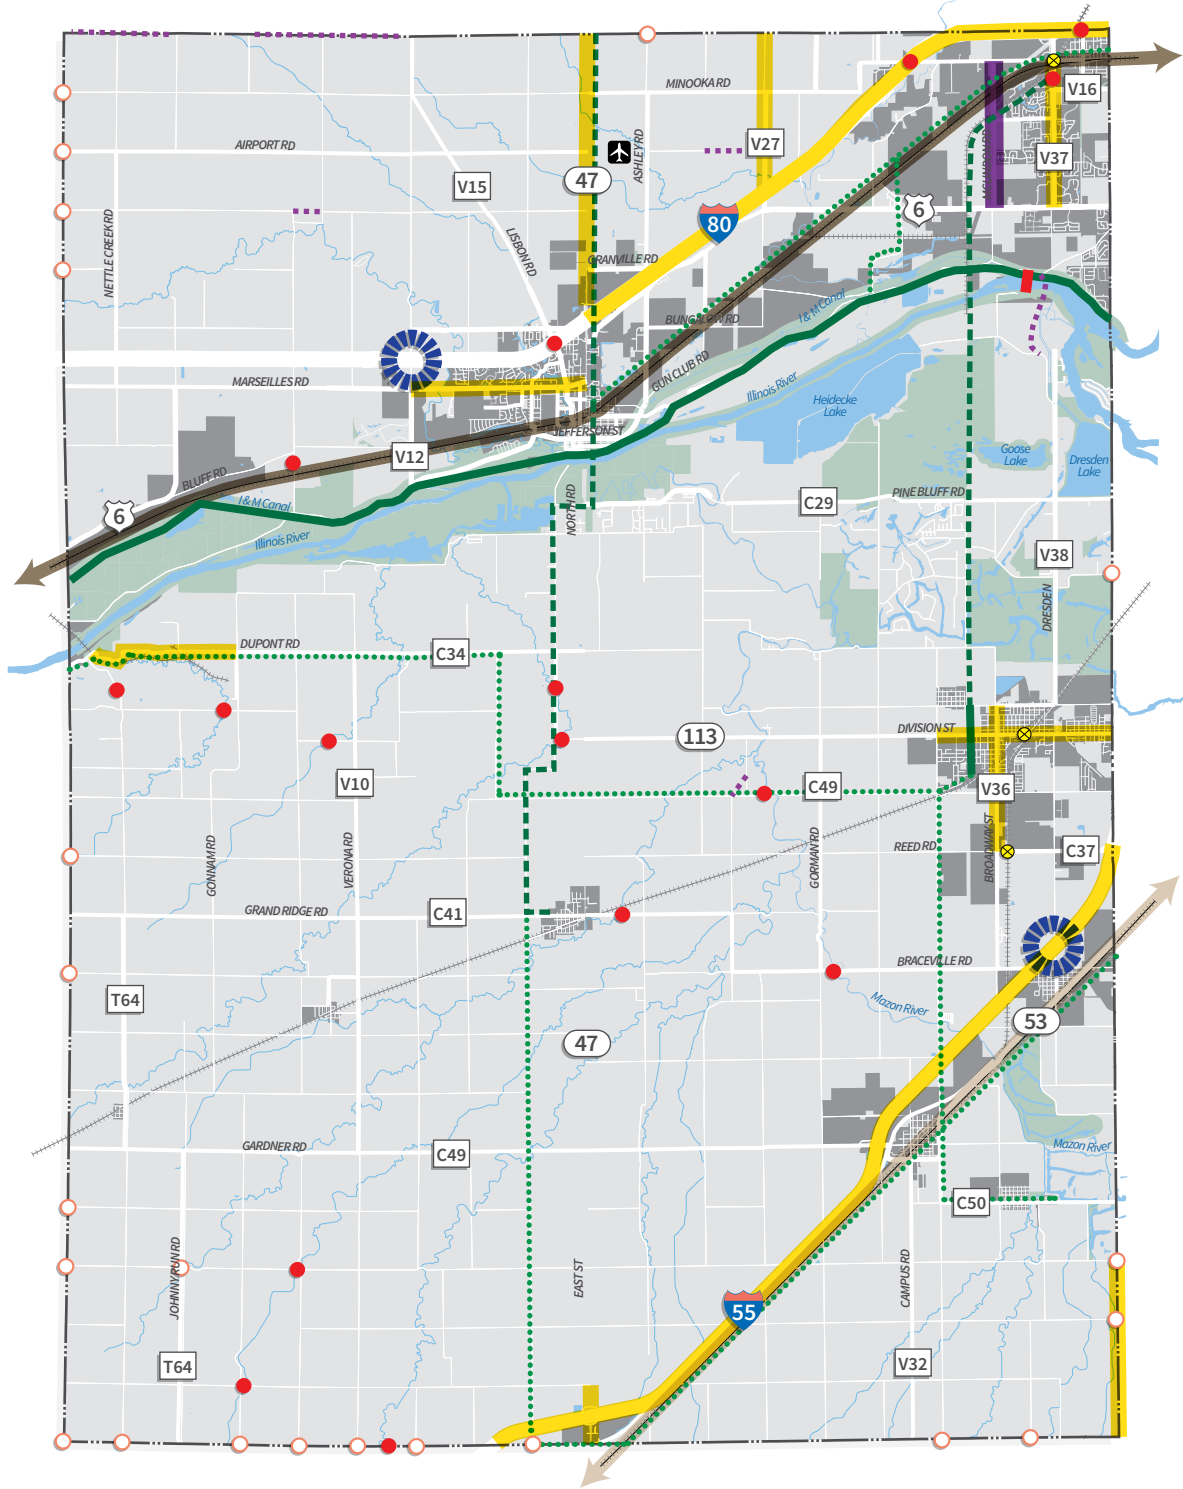 MINOOKA RD
V16
AIRPORT RD
ASHLEY RD
V27
V37
V15
47
6
80
NETTLE CREEK RD
LISBON RD
GRANVILLE RD
I & M Canal
BUNGALOW RD
MARSEILLES RD
GUN CLUB RD
Illinois River
Heidecke
Lake
JEFFERSON ST
V12
Goose
Lake
Dresden
Lake
BLUFF RD
I & M Canal
C29
PINE BLUFF RD
6
NORTH RD
Illinois River
V38
DRESDEN
DUPONT RD
C34
DIVISION ST
113
V10
C49
V36
GONNAM RD
VERONA RD
GORMAN RD
REED RD
BROADWAY ST
C37
GRAND RIDGE RD
C41
BRACEVILLE RD
T64
Mazon River
53
47
GARDNER RD
C49
Mazon River
C50
JOHNNY RUN RD
EAST ST
CAMPUS RD
55
T64
V32